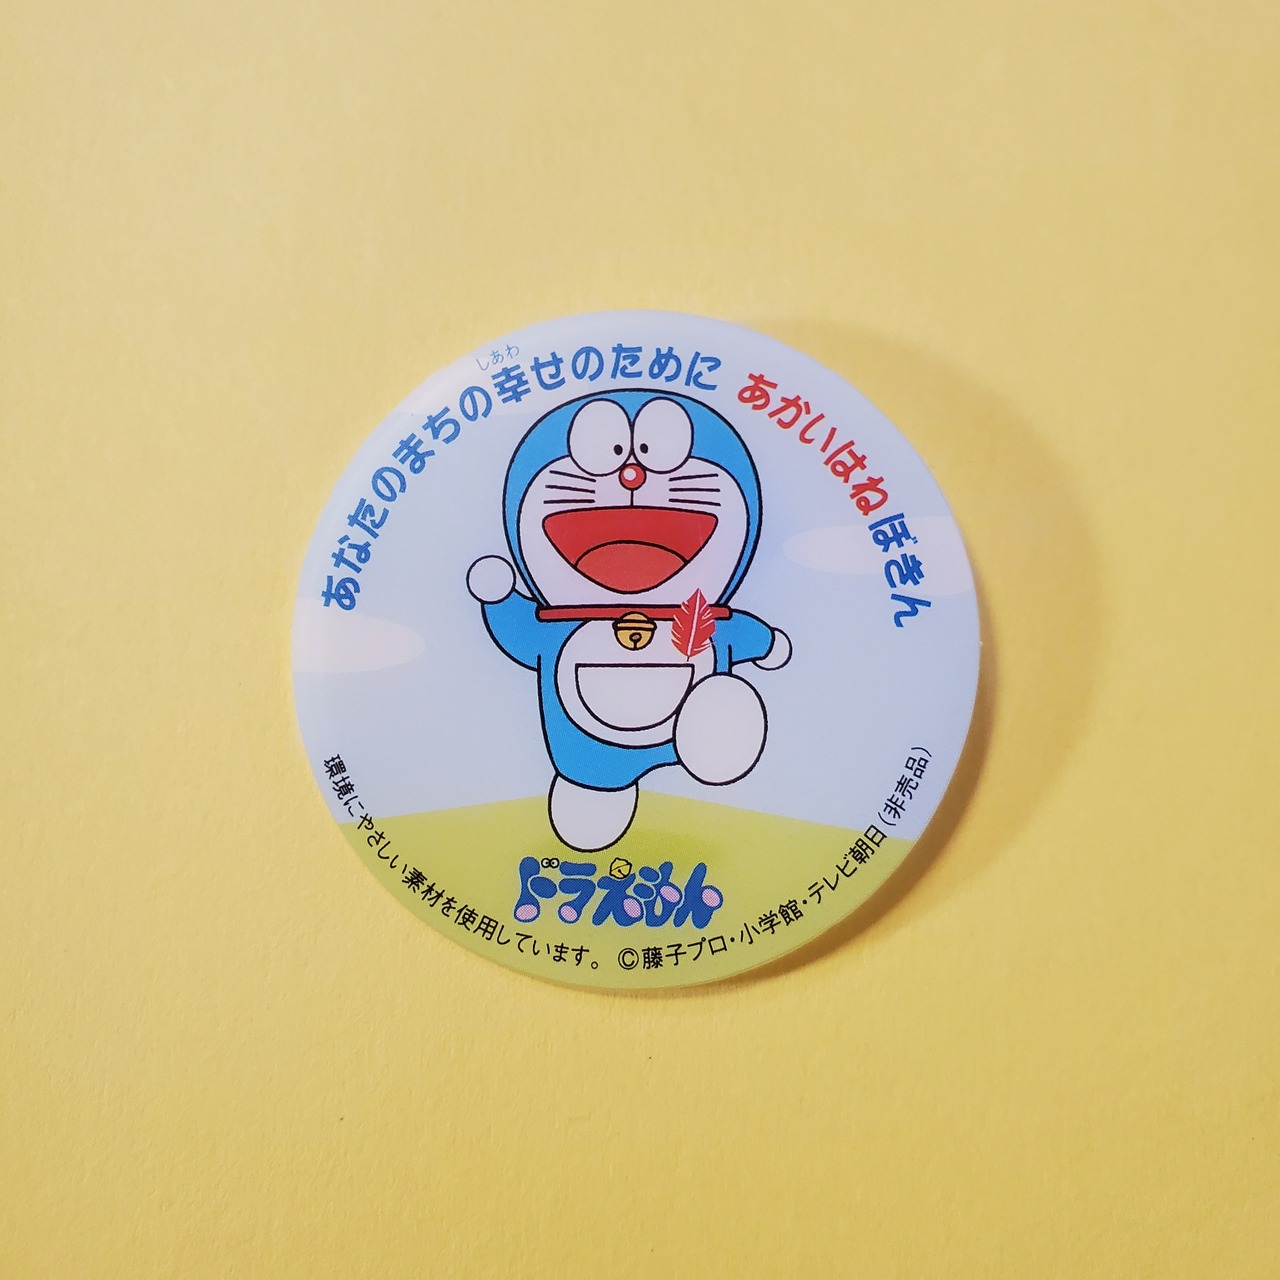 あなたのまちの幸せのために あかいはねぼきん
しあわ
ドラえもん
環境にやさしい素材を使用しています。 ©藤子プロ・小学館・テレビ朝日(非売品)